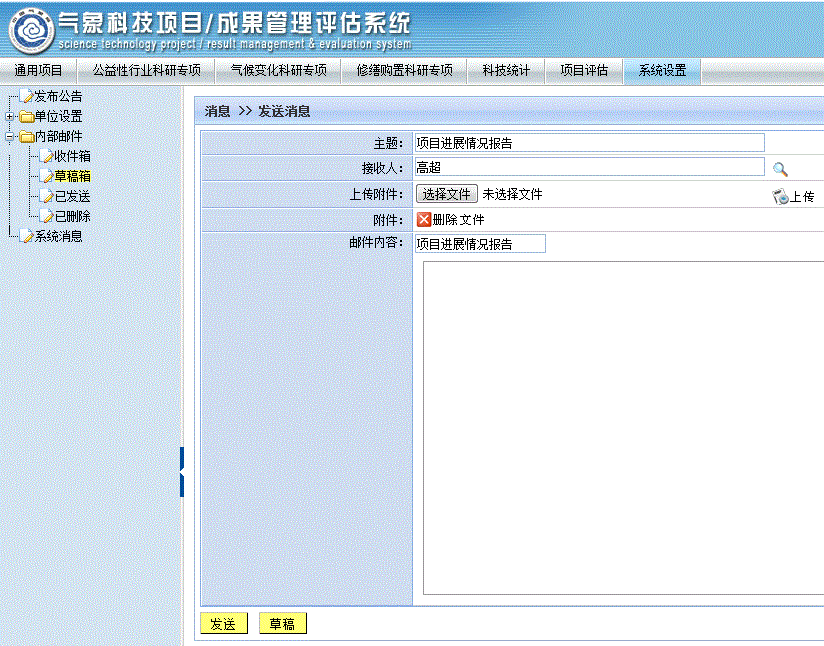 气象科技项目/成果管理评估系统
science technology project / result management & evaluation system
通用项目 公益性行业科研专项 气候变化科研专项 修缮购置科研专项 科技统计 项目评估 系统设置
发布公告
单位设置
内部邮件
收件箱
草稿箱
已发送
已删除
系统消息
消息 >> 发送消息
主题: 项目进展情况报告
接收人: 高超
上传附件: 选择文件 未选择文件 上传
附件: 删除文件
邮件内容: 项目进展情况报告
发送 草稿